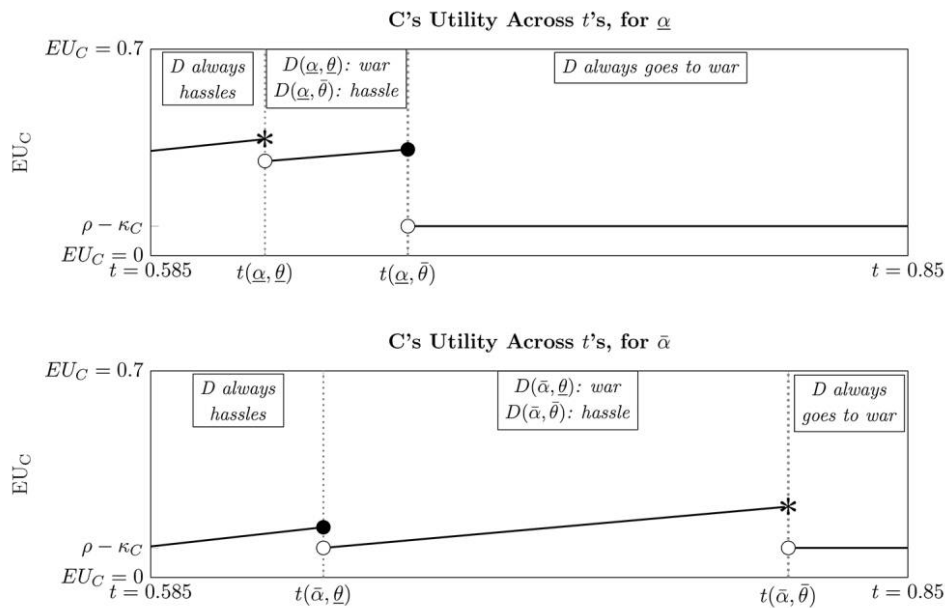 C's Utility Across t's, for α̲
EU_C = 0.7
D always
hassles
D(α̲, θ̲): war
D(α̲, θ̄): hassle
D always goes to war
EU_C
ρ − κ_C
EU_C = 0
t = 0.585
t(α̲, θ̲)
t(α̲, θ̄)
t = 0.85
C's Utility Across t's, for ᾱ
EU_C = 0.7
D always
hassles
D(ᾱ, θ̲): war
D(ᾱ, θ̄): hassle
D always
goes to war
EU_C
ρ − κ_C
EU_C = 0
t = 0.585
t(ᾱ, θ̲)
t(ᾱ, θ̄)
t = 0.85